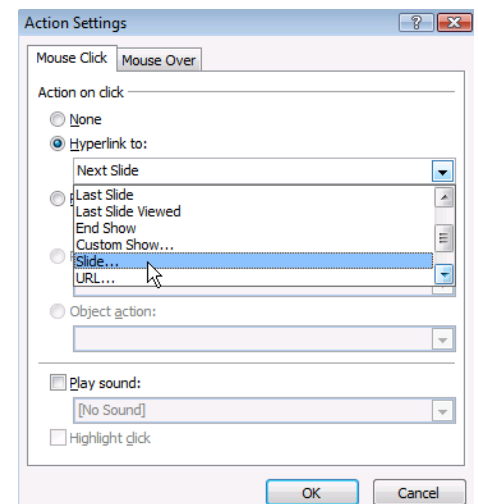 Action Settings
Mouse Click
Mouse Over
Action on click
None
Hyperlink to:
Next Slide
Last Slide
Last Slide Viewed
End Show
Custom Show...
Slide...
URL...
Object action:
Play sound:
[No Sound]
Highlight click
OK
Cancel